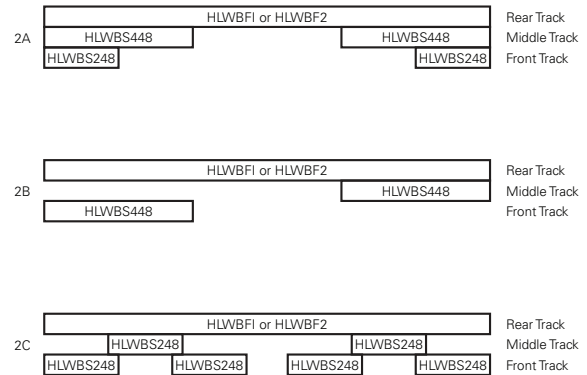 HLWBFI or HLWBF2 Rear Track
2A HLWBS448 HLWBS448 Middle Track
HLWBS248 HLWBS248 Front Track
HLWBFI or HLWBF2 Rear Track
2B HLWBS448 Middle Track
HLWBS448 Front Track
HLWBFI or HLWBF2 Rear Track
2C HLWBS248 HLWBS248 Middle Track
HLWBS248 HLWBS248 HLWBS248 HLWBS248 Front Track